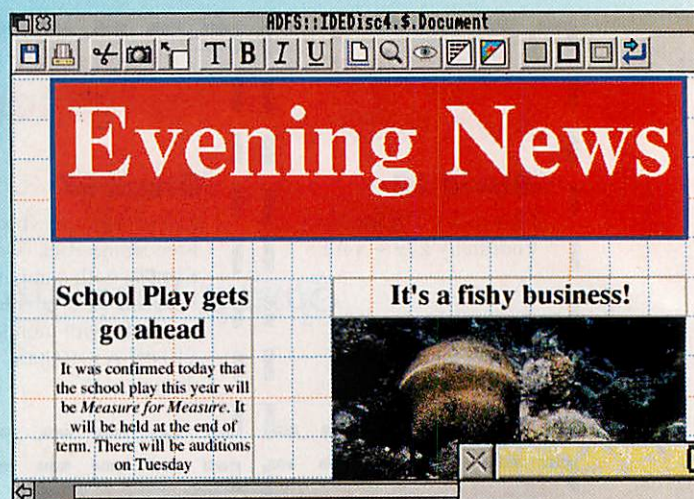 ADFS::IDEDisc4.$.Document
T B I U
Evening News
School Play gets
go ahead
It was confirmed today that
the school play this year will
be Measure for Measure. It
will be held at the end of
term. There will be auditions
on Tuesday
It's a fishy business!